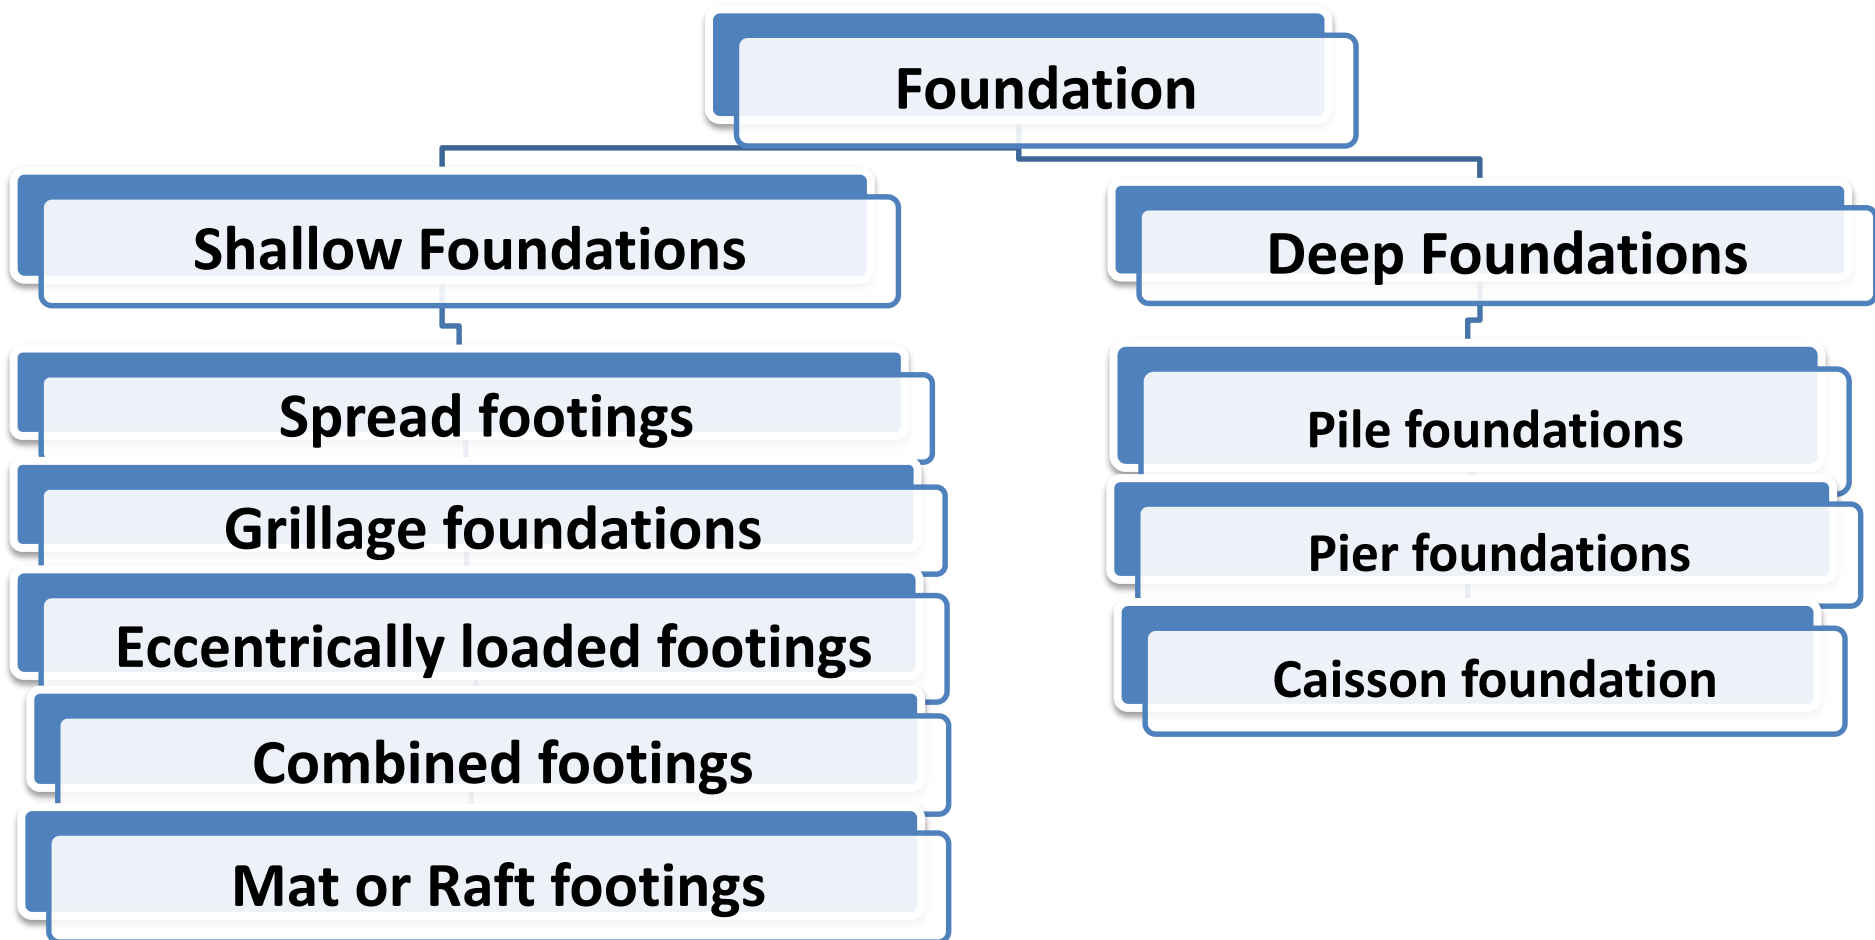 Foundation
Shallow Foundations
Deep Foundations
Spread footings
Grillage foundations
Eccentrically loaded footings
Combined footings
Mat or Raft footings
Pile foundations
Pier foundations
Caisson foundation